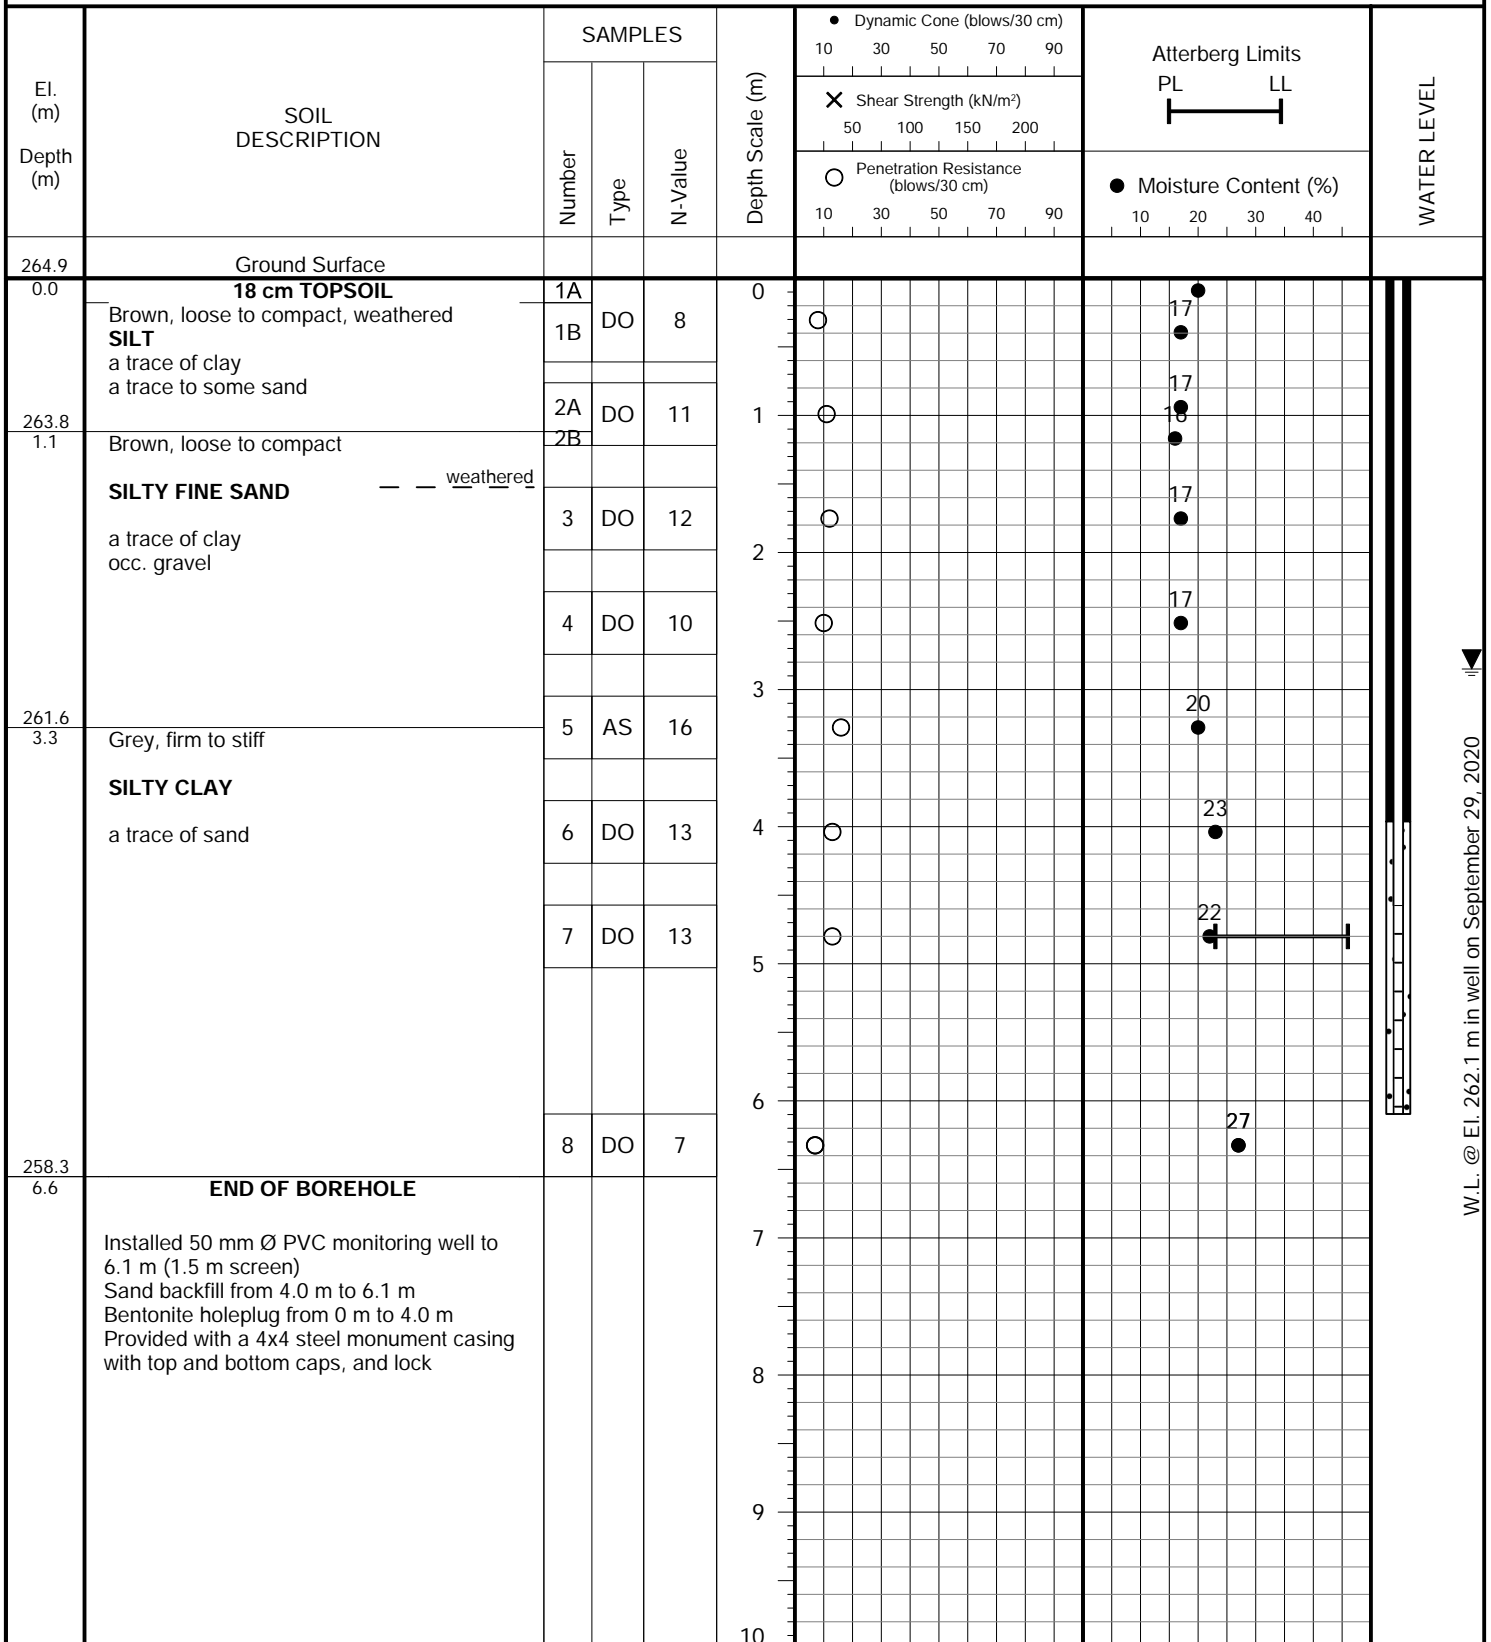 El.
(m)
Depth
(m)
SOIL
DESCRIPTION
SAMPLES
Number
Type
N-Value
Depth Scale (m)
Dynamic Cone (blows/30 cm)
10 30 50 70 90
Shear Strength (kN/m²)
50 100 150 200
Penetration Resistance
(blows/30 cm)
10 30 50 70 90
Atterberg Limits
PL LL
Moisture Content (%)
10 20 30 40
WATER LEVEL
264.9 Ground Surface
0.0 18 cm TOPSOIL 1A 0
Brown, loose to compact, weathered
SILT
a trace of clay
a trace to some sand
1B DO 8 17
2A DO 11 1 17
263.8
1.1
2B 16
Brown, loose to compact
weathered
SILTY FINE SAND
a trace of clay
occ. gravel
3 DO 12 17
2
4 DO 10 17
3
261.6
3.3
5 AS 16 20
Grey, firm to stiff
SILTY CLAY
a trace of sand
6 DO 13 4 23
7 DO 13 22
5
6
8 DO 7 27
258.3
6.6
END OF BOREHOLE
Installed 50 mm Ø PVC monitoring well to
6.1 m (1.5 m screen)
Sand backfill from 4.0 m to 6.1 m
Bentonite holeplug from 0 m to 4.0 m
Provided with a 4x4 steel monument casing
with top and bottom caps, and lock
7
8
9
10
W.L. @ El. 262.1 m in well on September 29, 2020